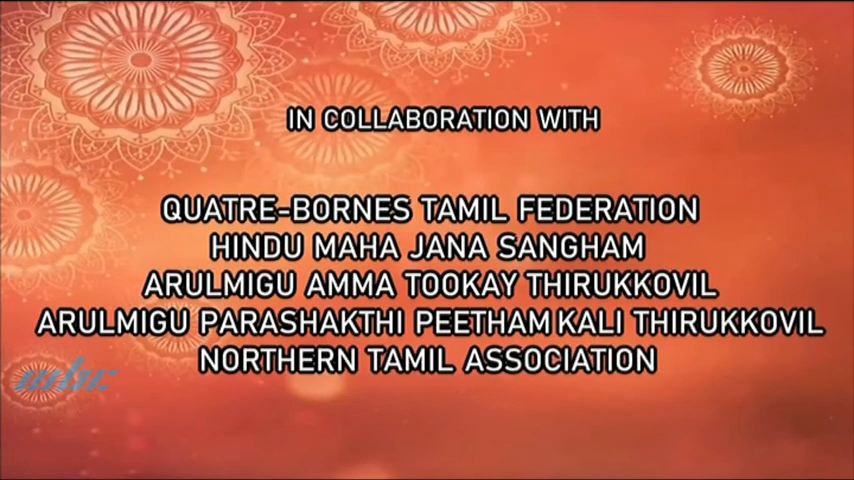 IN COLLABORATION WITH
QUATRE-BORNES TAMIL FEDERATION
HINDU MAHA JANA SANGHAM
ARULMIGU AMMA TOOKAY THIRUKKOVIL
ARULMIGU PARASHAKTHI PEETHAM KALI THIRUKKOVIL
NORTHERN TAMIL ASSOCIATION
mbc